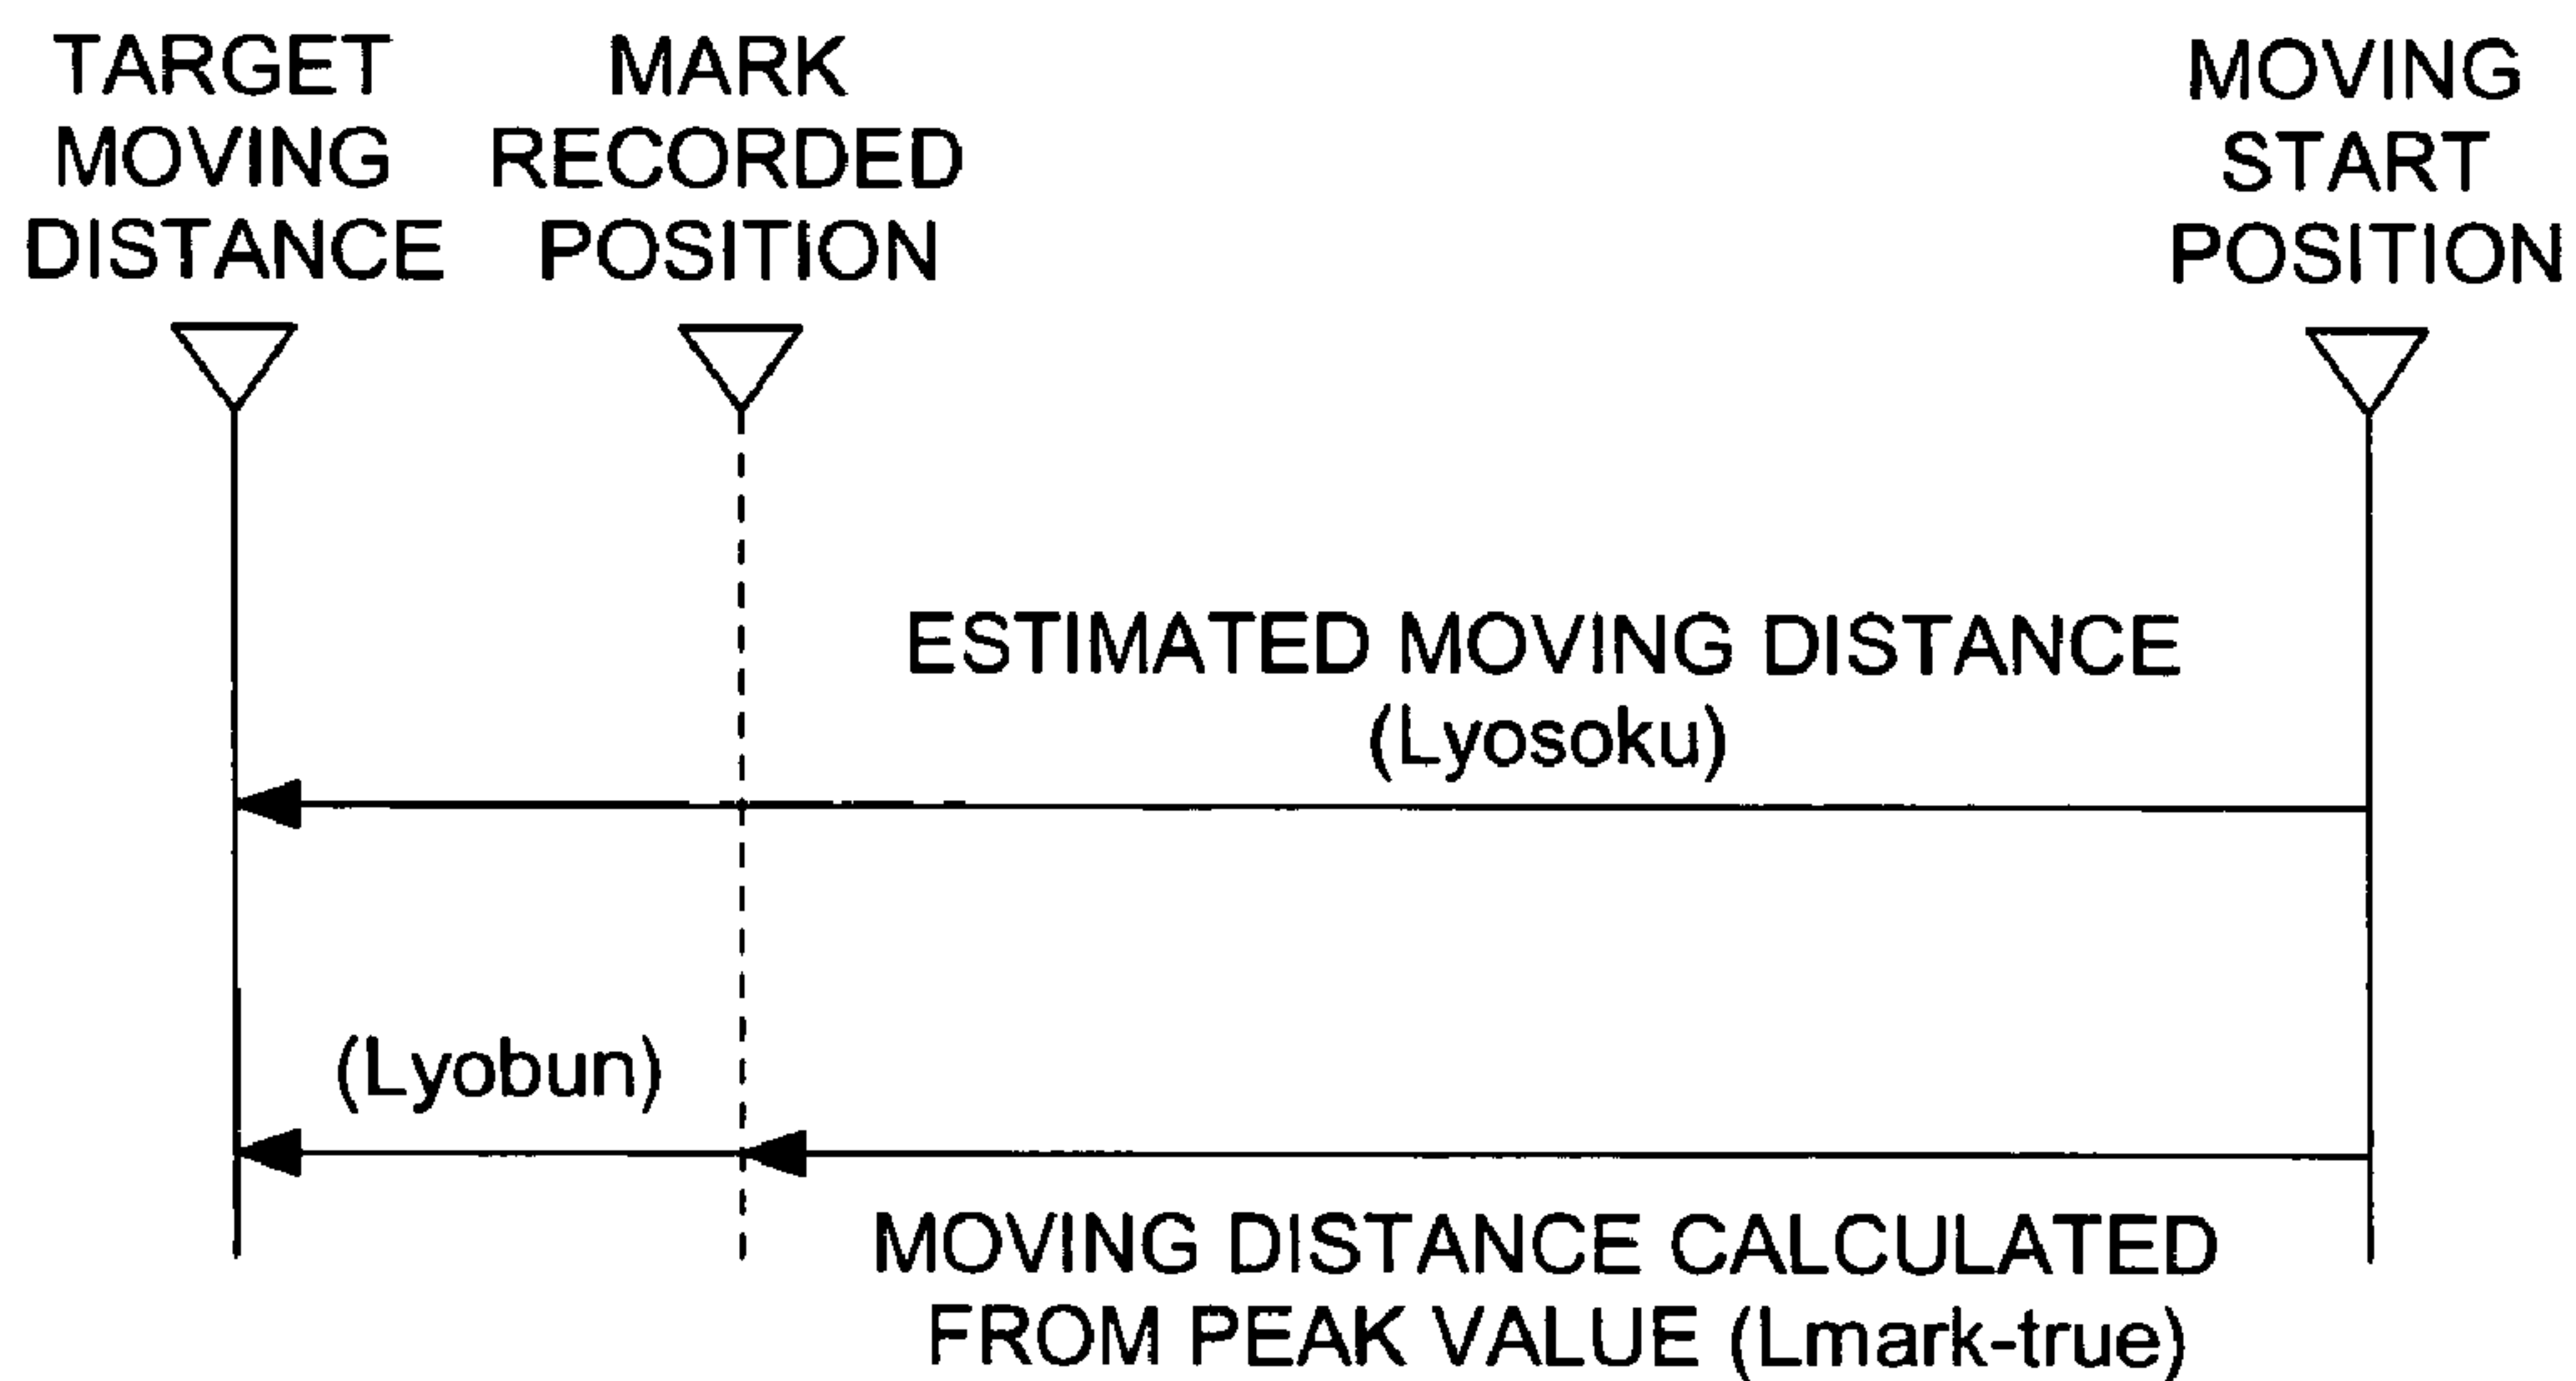 TARGET
MOVING
DISTANCE
MARK
RECORDED
POSITION
MOVING
START
POSITION
ESTIMATED MOVING DISTANCE
(Lyosoku)
(Lyobun)
MOVING DISTANCE CALCULATED
FROM PEAK VALUE (Lmark-true)